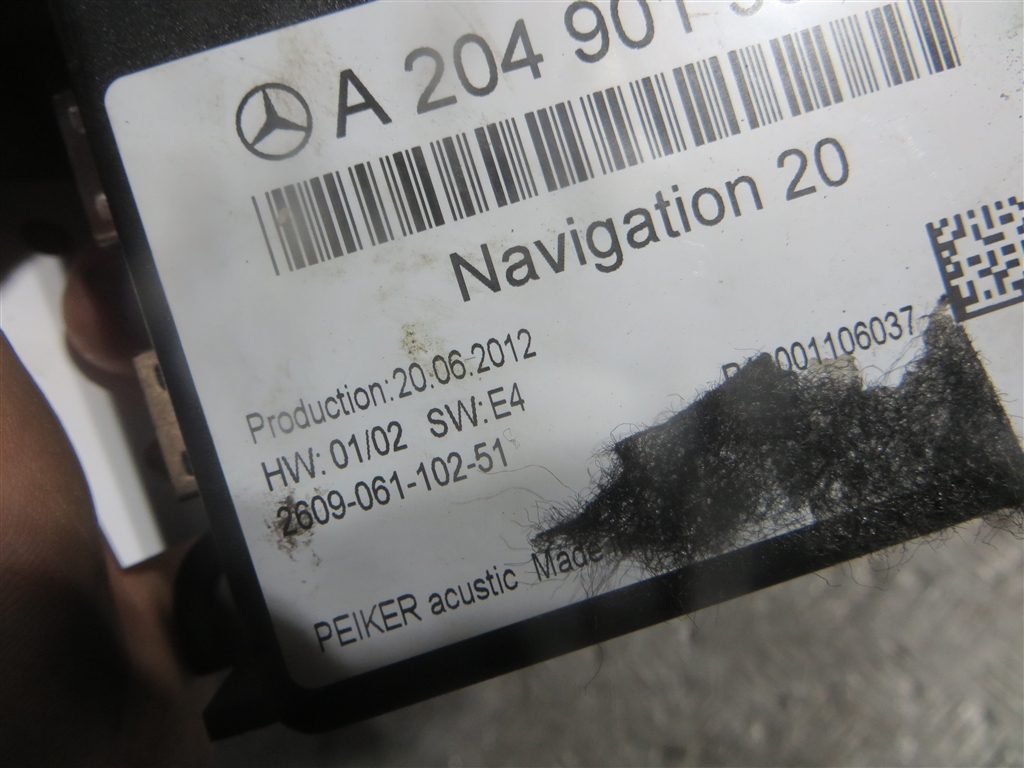 A 204 901
Navigation 20
Production:20.06.2012
HW: 01/02 SW:E4
2609-061-102-51
001106037
PEIKER acustic Made